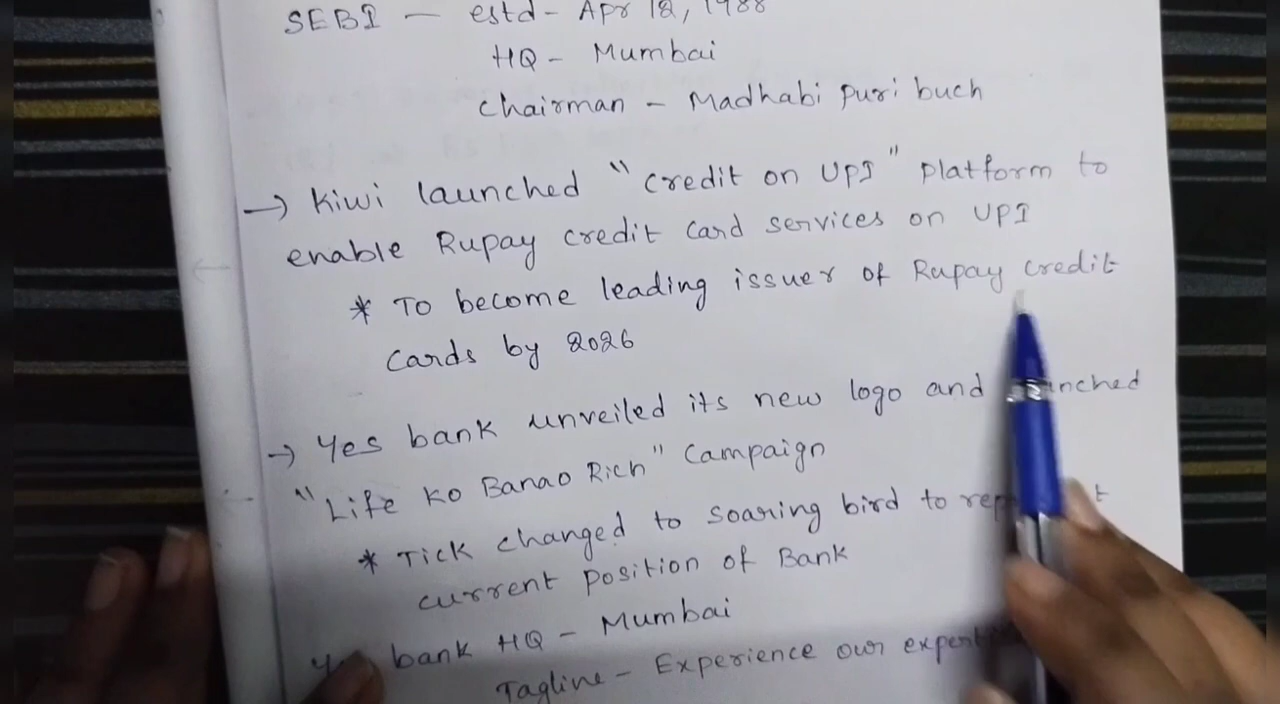 SEBI — estd- Apr 12, 1988
HQ - Mumbai
Chairman - Madhabi puri buch
→ Kiwi launched "Credit on UPI" platform to
enable Rupay credit card services on UPI
* To become leading issuer of Rupay credit
cards by 2026
→ Yes bank unveiled its new logo and
"Life Ko Banao Rich" Campaign
* Tick changed to soaring bird to
current position of Bank
bank HQ - Mumbai
Tagline - Experience our